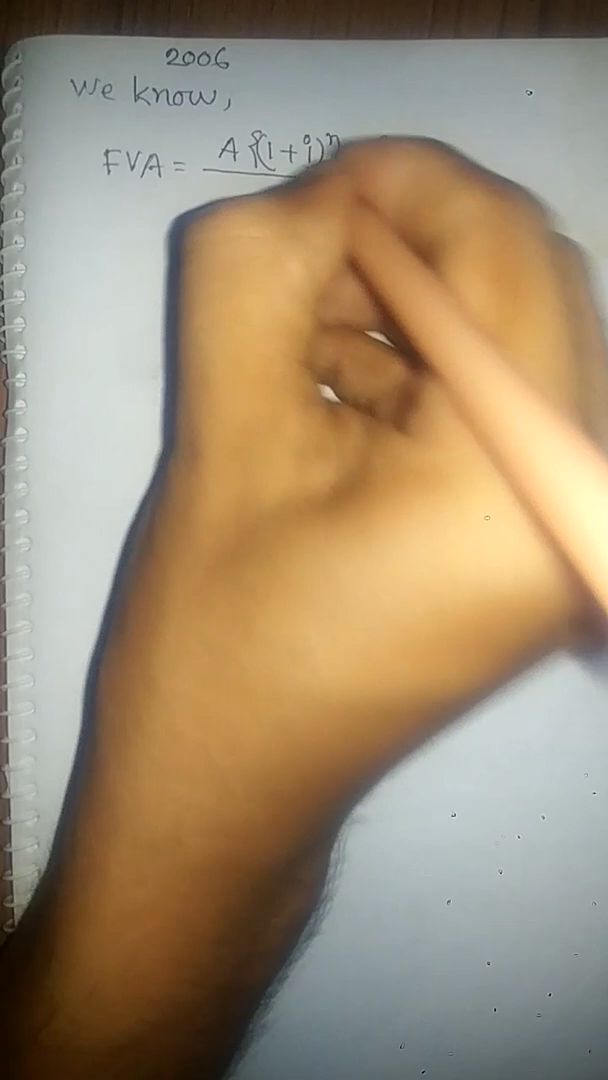 2006
We know,
FVA = A {(1+i)ⁿ